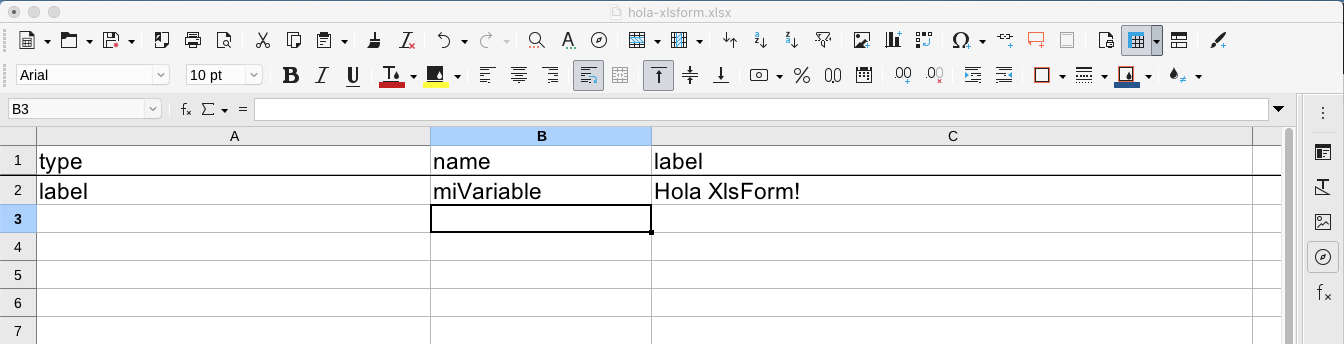 hola-xlsform.xlsx
Arial 10 pt B I U
B3 fx Σ =
A B C
1 type name label
2 label miVariable Hola XlsForm!
3
4
5
6
7